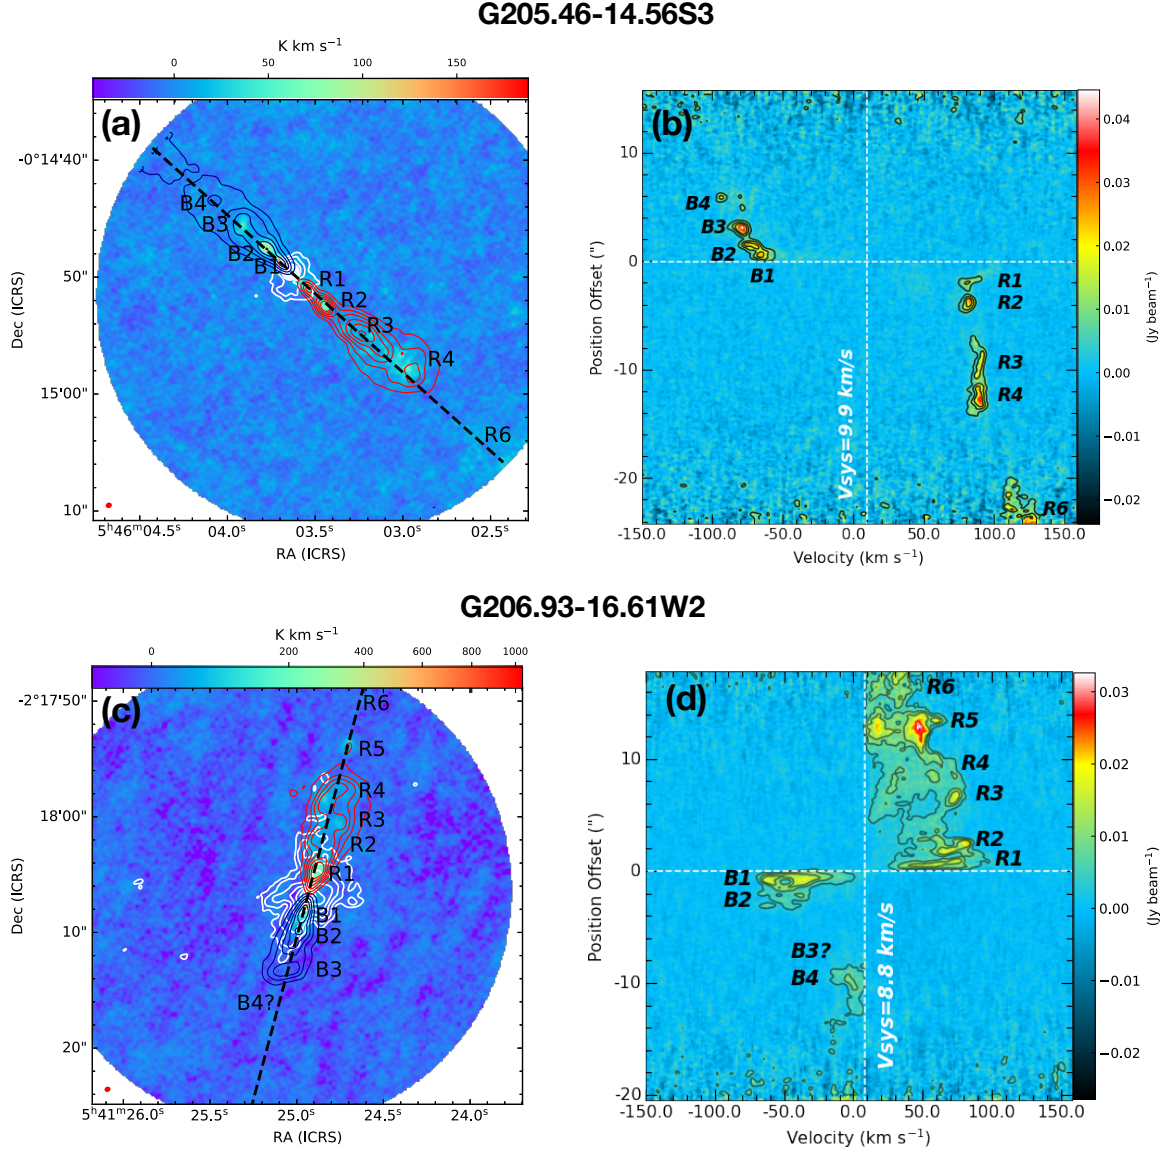 G205.46-14.56S3
K km s⁻¹
0 50 100 150
(a)
-0°14'40"
50"
15'00"
10"
Dec (ICRS)
B4
B3
B2
B1
R1
R2
R3
R4
R6
5ʰ46ᵐ04.5ˢ 04.0ˢ 03.5ˢ 03.0ˢ 02.5ˢ
RA (ICRS)
(b)
10
0
-10
-20
Position Offset (")
B4
B3
B2
B1
R1
R2
R3
R4
R6
Vsys=9.9 km/s
-150.0 -100.0 -50.0 0.0 50.0 100.0 150.0
Velocity (km s⁻¹)
0.04
0.03
0.02
0.01
0.00
−0.01
−0.02
(Jy beam⁻¹)
G206.93-16.61W2
K km s⁻¹
0 200 400 600 800 1000
(c)
-2°17'50"
18'00"
10"
20"
Dec (ICRS)
R6
R5
R4
R3
R2
R1
B1
B2
B3
B4?
5ʰ41ᵐ26.0ˢ 25.5ˢ 25.0ˢ 24.5ˢ 24.0ˢ
RA (ICRS)
(d)
10
0
-10
-20
Position Offset (")
R6
R5
R4
R3
R2
R1
B1
B2
B3?
B4
Vsys=8.8 km/s
-150.0 -100.0 -50.0 0.0 50.0 100.0 150.0
Velocity (km s⁻¹)
0.03
0.02
0.01
0.00
−0.01
−0.02
(Jy beam⁻¹)